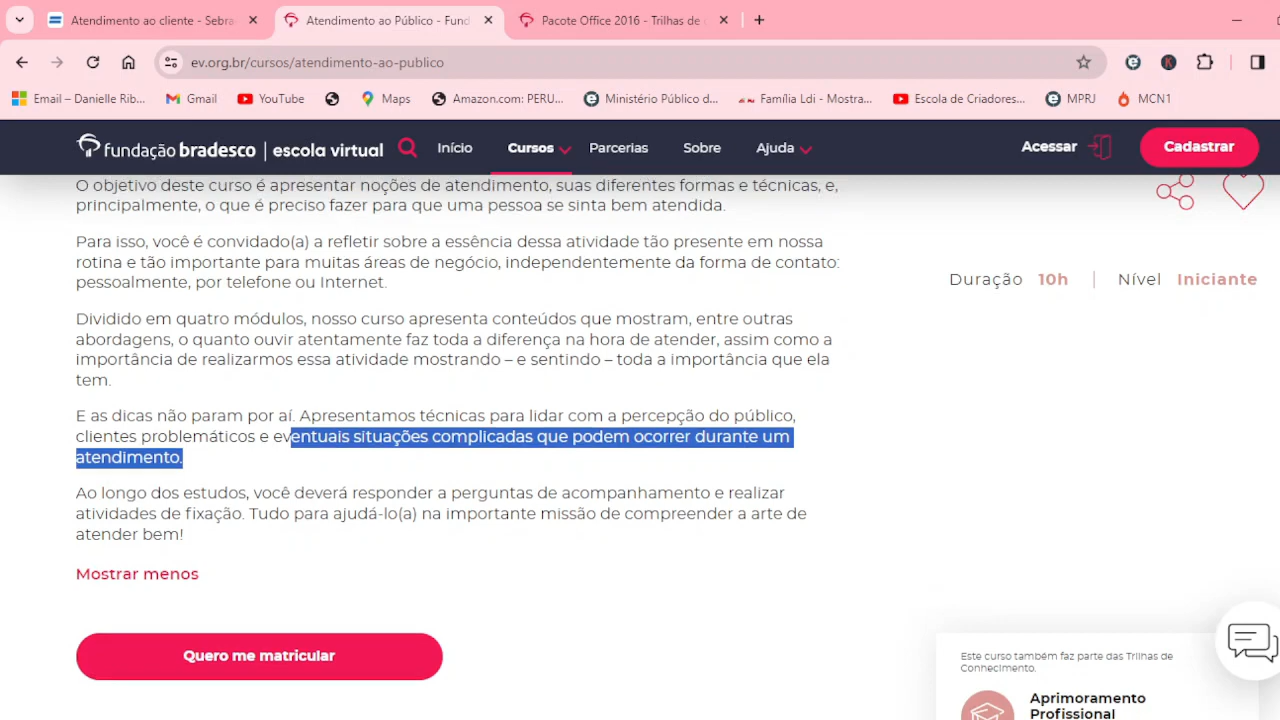 Atendimento ao cliente - Sebra
Atendimento ao Público - Fund
Pacote Office 2016 - Trilhas de
ev.org.br/cursos/atendimento-ao-publico
Email – Danielle Rib...
Gmail
YouTube
Maps
Amazon.com: PERU...
Ministério Público d...
Família Ldi - Mostra...
Escola de Criadores...
MPRJ
MCN1
fundação bradesco | escola virtual
Início
Cursos
Parcerias
Sobre
Ajuda
Acessar
Cadastrar
O objetivo deste curso é apresentar noções de atendimento, suas diferentes formas e técnicas, e,
principalmente, o que é preciso fazer para que uma pessoa se sinta bem atendida.
Para isso, você é convidado(a) a refletir sobre a essência dessa atividade tão presente em nossa
rotina e tão importante para muitas áreas de negócio, independentemente da forma de contato:
pessoalmente, por telefone ou Internet.
Dividido em quatro módulos, nosso curso apresenta conteúdos que mostram, entre outras
abordagens, o quanto ouvir atentamente faz toda a diferença na hora de atender, assim como a
importância de realizarmos essa atividade mostrando – e sentindo – toda a importância que ela
tem.
E as dicas não param por aí. Apresentamos técnicas para lidar com a percepção do público,
clientes problemáticos e eventuais situações complicadas que podem ocorrer durante um
atendimento.
Ao longo dos estudos, você deverá responder a perguntas de acompanhamento e realizar
atividades de fixação. Tudo para ajudá-lo(a) na importante missão de compreender a arte de
atender bem!
Mostrar menos
Quero me matricular
Duração 10h | Nível Iniciante
Este curso também faz parte das Trilhas de
Conhecimento.
Aprimoramento
Profissional